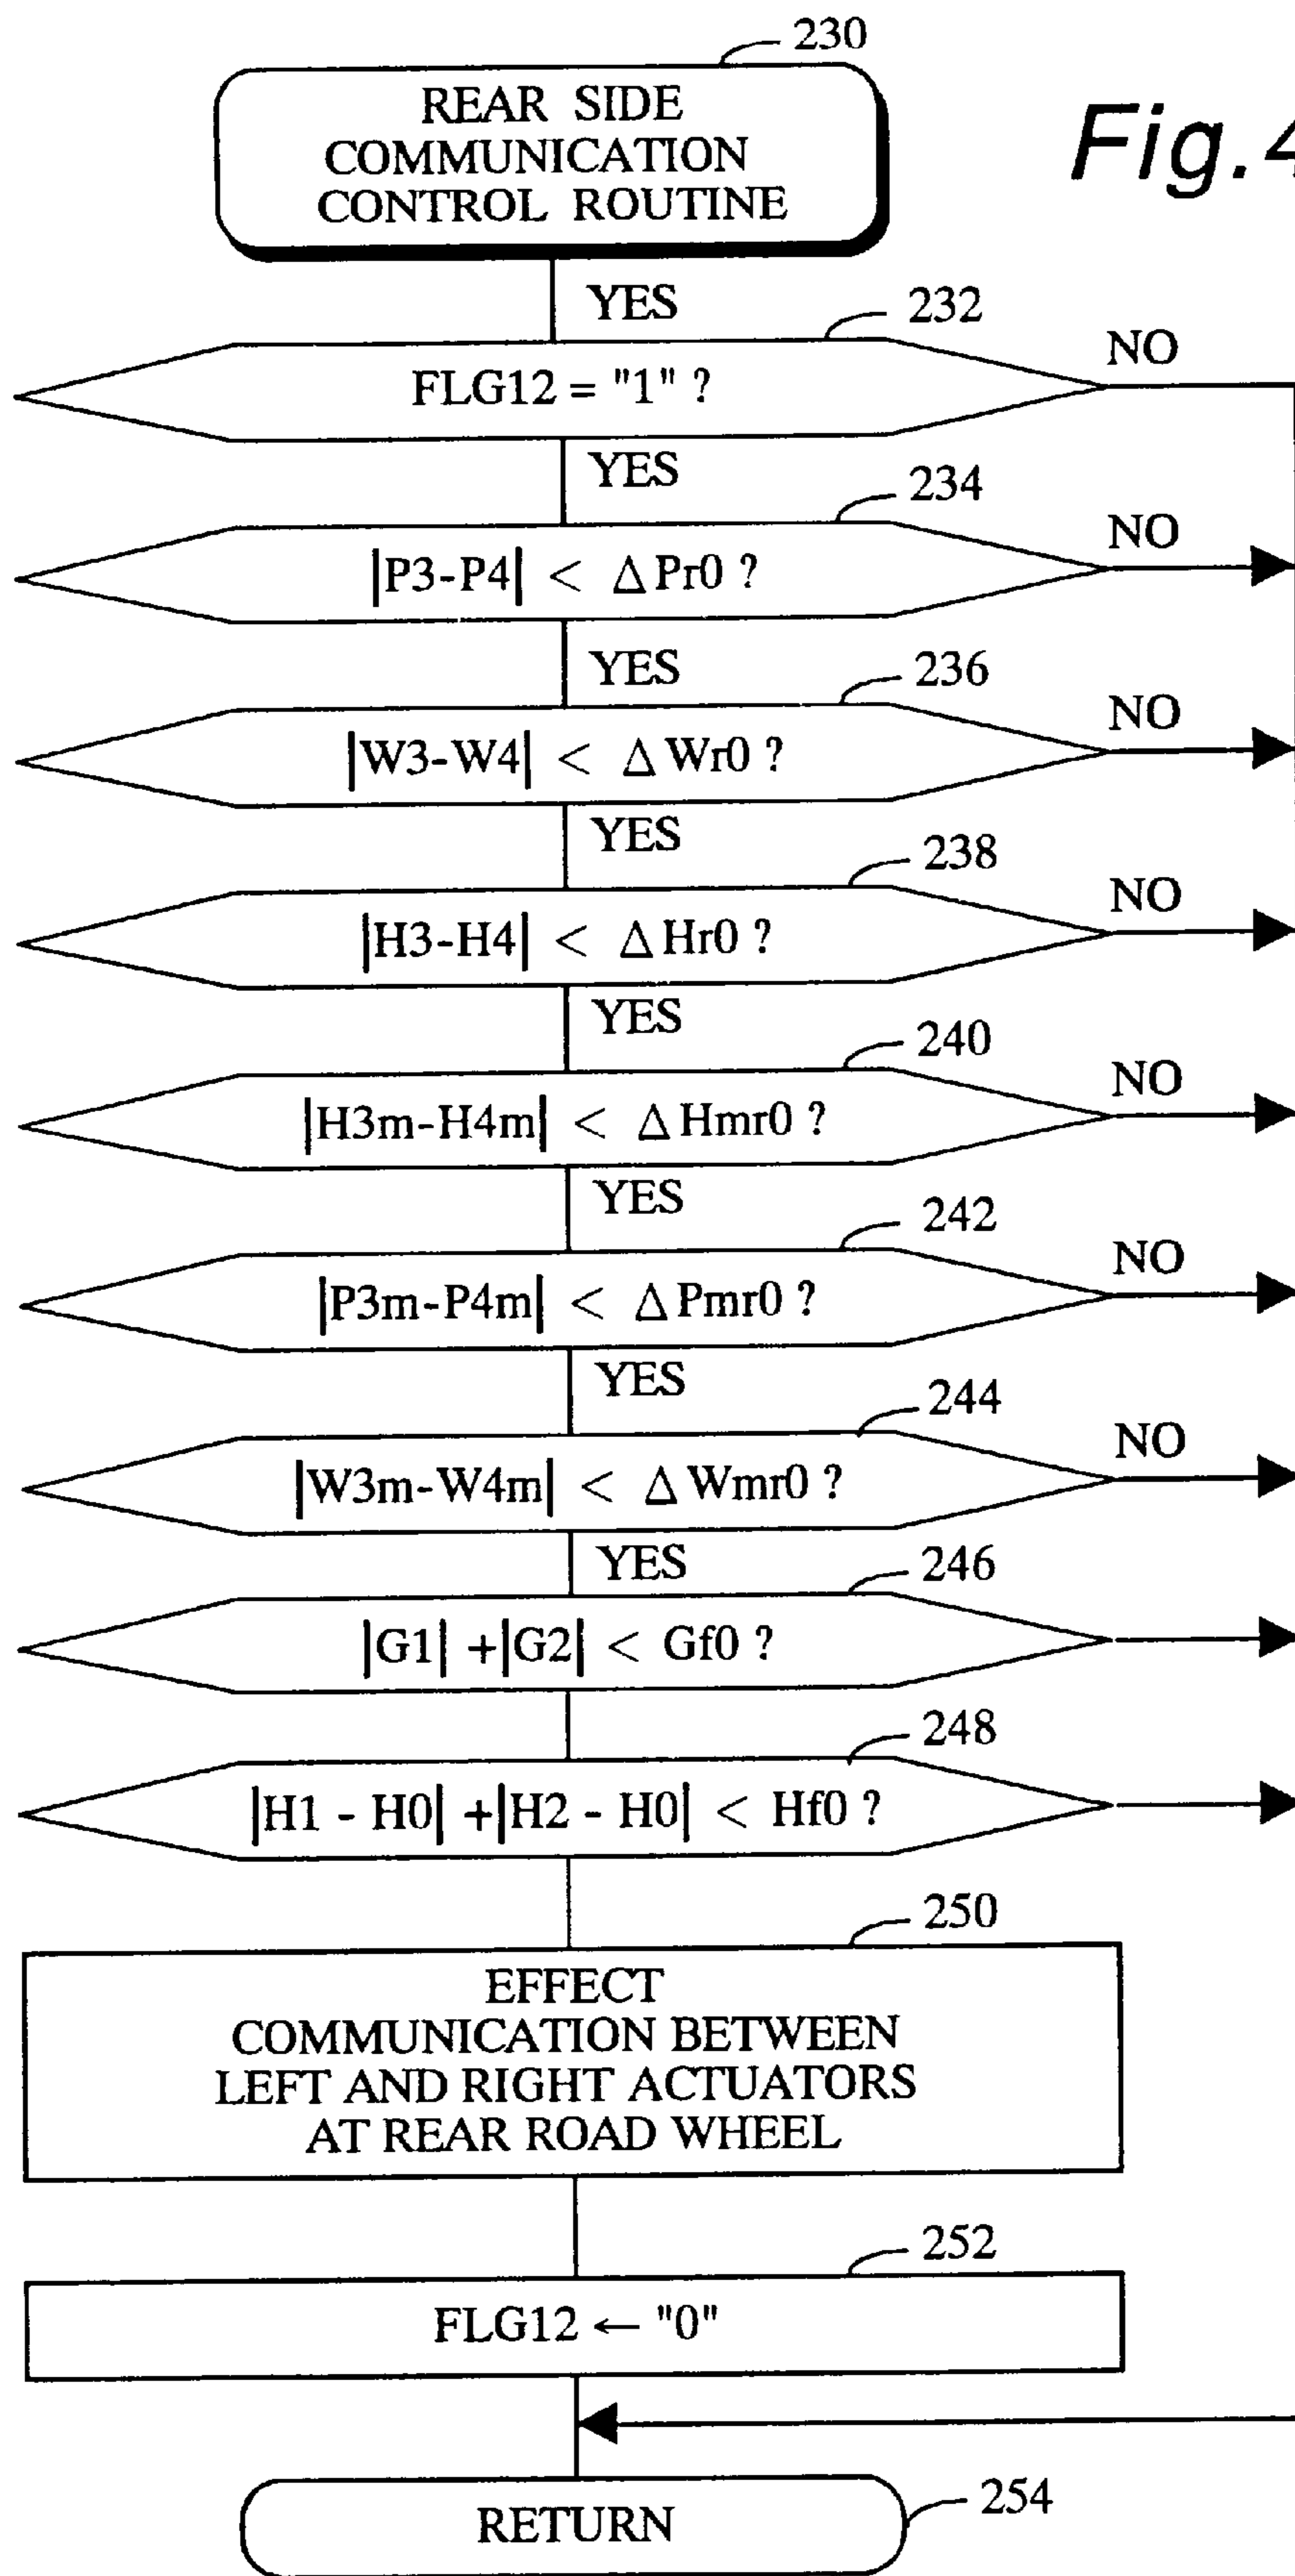 230
REAR SIDE
COMMUNICATION
CONTROL ROUTINE
Fig.4
YES
232
FLG12 = "1" ?
NO
YES
234
|P3-P4| < ΔPr0 ?
NO
YES
236
|W3-W4| < ΔWr0 ?
NO
YES
238
|H3-H4| < ΔHr0 ?
NO
YES
240
|H3m-H4m| < ΔHmr0 ?
NO
YES
242
|P3m-P4m| < ΔPmr0 ?
NO
YES
244
|W3m-W4m| < ΔWmr0 ?
NO
YES
246
|G1| +|G2| < Gf0 ?
248
|H1 - H0| +|H2 - H0| < Hf0 ?
250
EFFECT
COMMUNICATION BETWEEN
LEFT AND RIGHT ACTUATORS
AT REAR ROAD WHEEL
252
FLG12 ← "0"
RETURN
254